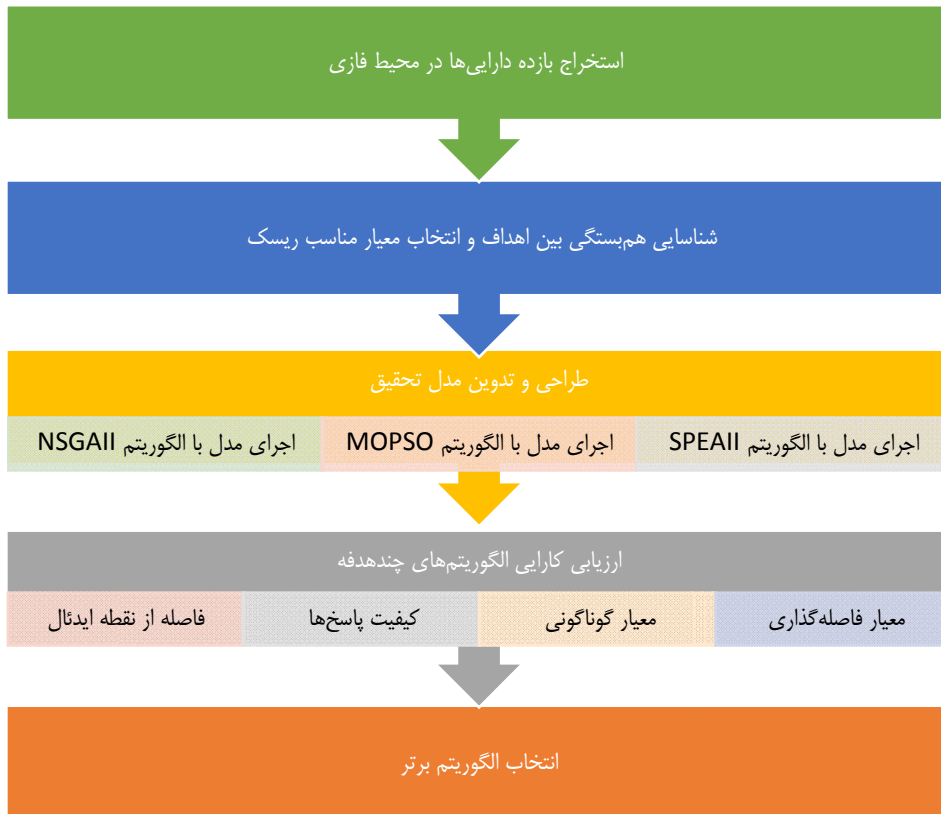 استخراج بازده دارایی‌ها در محیط فازی
شناسایی هم‌بستگی بین اهداف و انتخاب معیار مناسب ریسک
طراحی و تدوین مدل تحقیق
اجرای مدل با الگوریتم SPEAII
اجرای مدل با الگوریتم MOPSO
اجرای مدل با الگوریتم NSGAII
ارزیابی کارایی الگوریتم‌های چندهدفه
معیار فاصله‌گذاری
معیار گوناگونی
کیفیت پاسخ‌ها
فاصله از نقطه ایدئال
انتخاب الگوریتم برتر